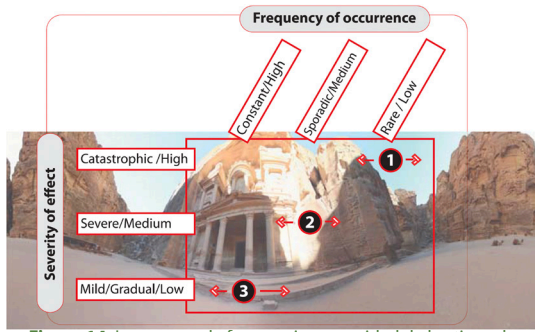 Frequency of occurrence
Constant/High
Sporadic/Medium
Rare / Low
Severity of effect
Catastrophic /High
1
Severe/Medium
2
Mild/Gradual/Low
3